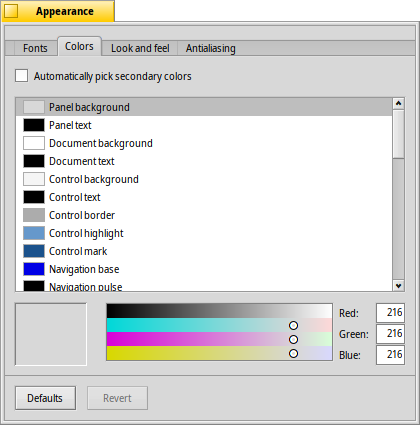 Appearance
Fonts Colors Look and feel Antialiasing
Automatically pick secondary colors
Panel background
Panel text
Document background
Document text
Control background
Control text
Control border
Control highlight
Control mark
Navigation base
Navigation pulse
Red: 216
Green: 216
Blue: 216
Defaults Revert